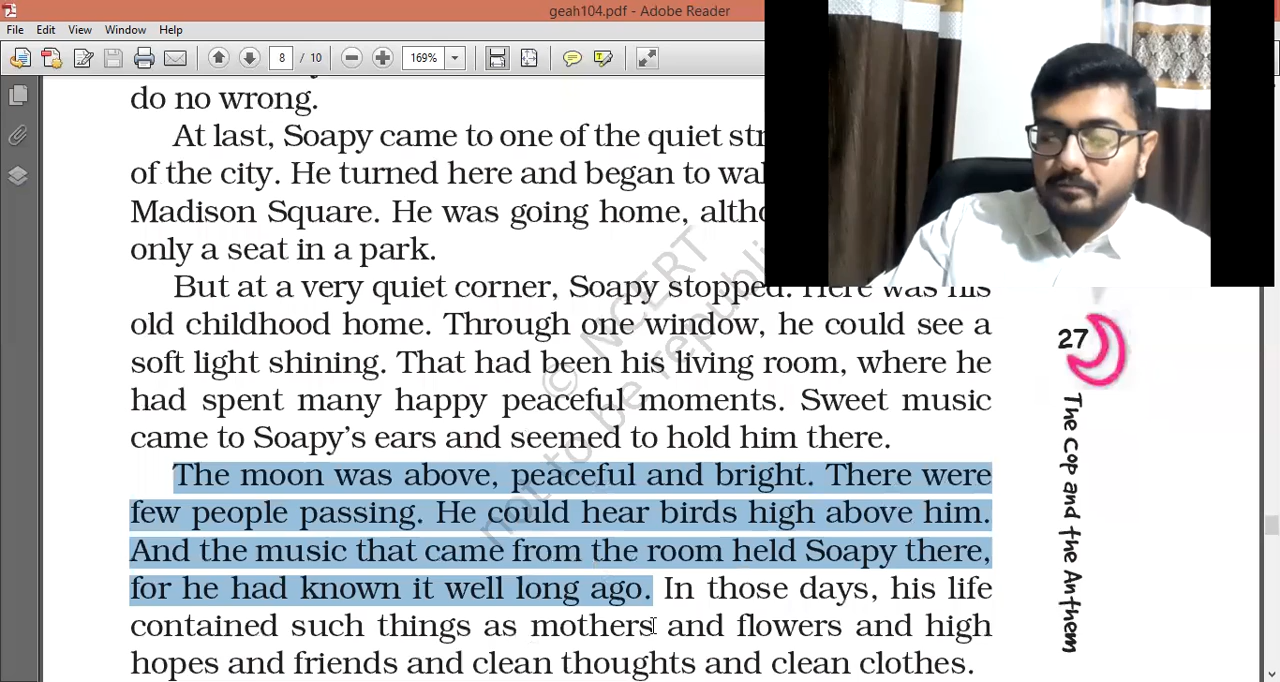 geah104.pdf - Adobe Reader
File Edit View Window Help
8 / 10 169%
do no wrong.
At last, Soapy came to one of the quiet
of the city. He turned here and began to
Madison Square. He was going home,
only a seat in a park.
But at a very quiet corner, Soapy stopped. Here was his
old childhood home. Through one window, he could see a
soft light shining. That had been his living room, where he
had spent many happy peaceful moments. Sweet music
came to Soapy's ears and seemed to hold him there.
The moon was above, peaceful and bright. There were
few people passing. He could hear birds high above him.
And the music that came from the room held Soapy there,
for he had known it well long ago. In those days, his life
contained such things as mothers and flowers and high
hopes and friends and clean thoughts and clean clothes.
© NCERT
not to be republi
27
The Cop and the Anthem